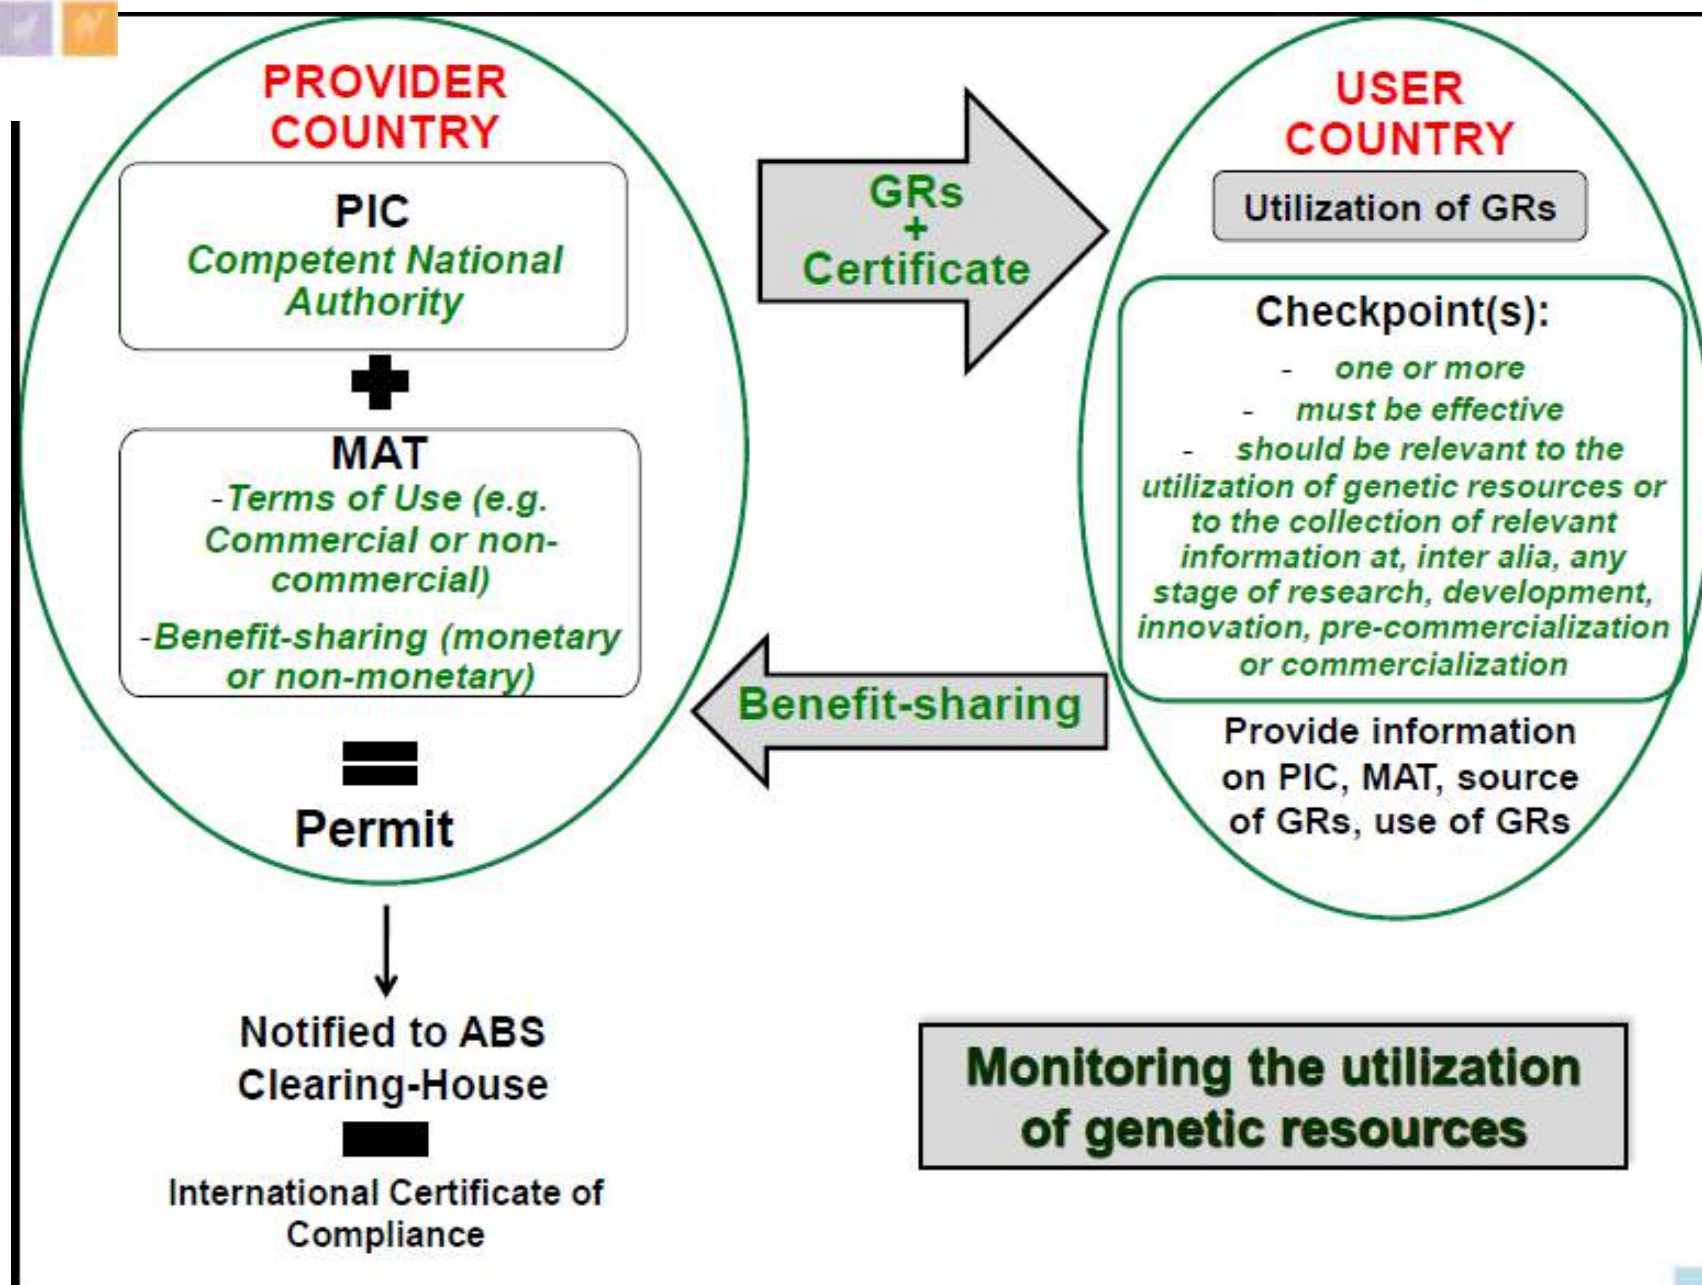 PROVIDER
COUNTRY
PIC
Competent National
Authority
MAT
-Terms of Use (e.g.
Commercial or non-
commercial)
-Benefit-sharing (monetary
or non-monetary)
Permit
Notified to ABS
Clearing-House
International Certificate of
Compliance
GRs
+
Certificate
Benefit-sharing
USER
COUNTRY
Utilization of GRs
Checkpoint(s):
- one or more
- must be effective
- should be relevant to the
utilization of genetic resources or
to the collection of relevant
information at, inter alia, any
stage of research, development,
innovation, pre-commercialization
or commercialization
Provide information
on PIC, MAT, source
of GRs, use of GRs
Monitoring the utilization
of genetic resources